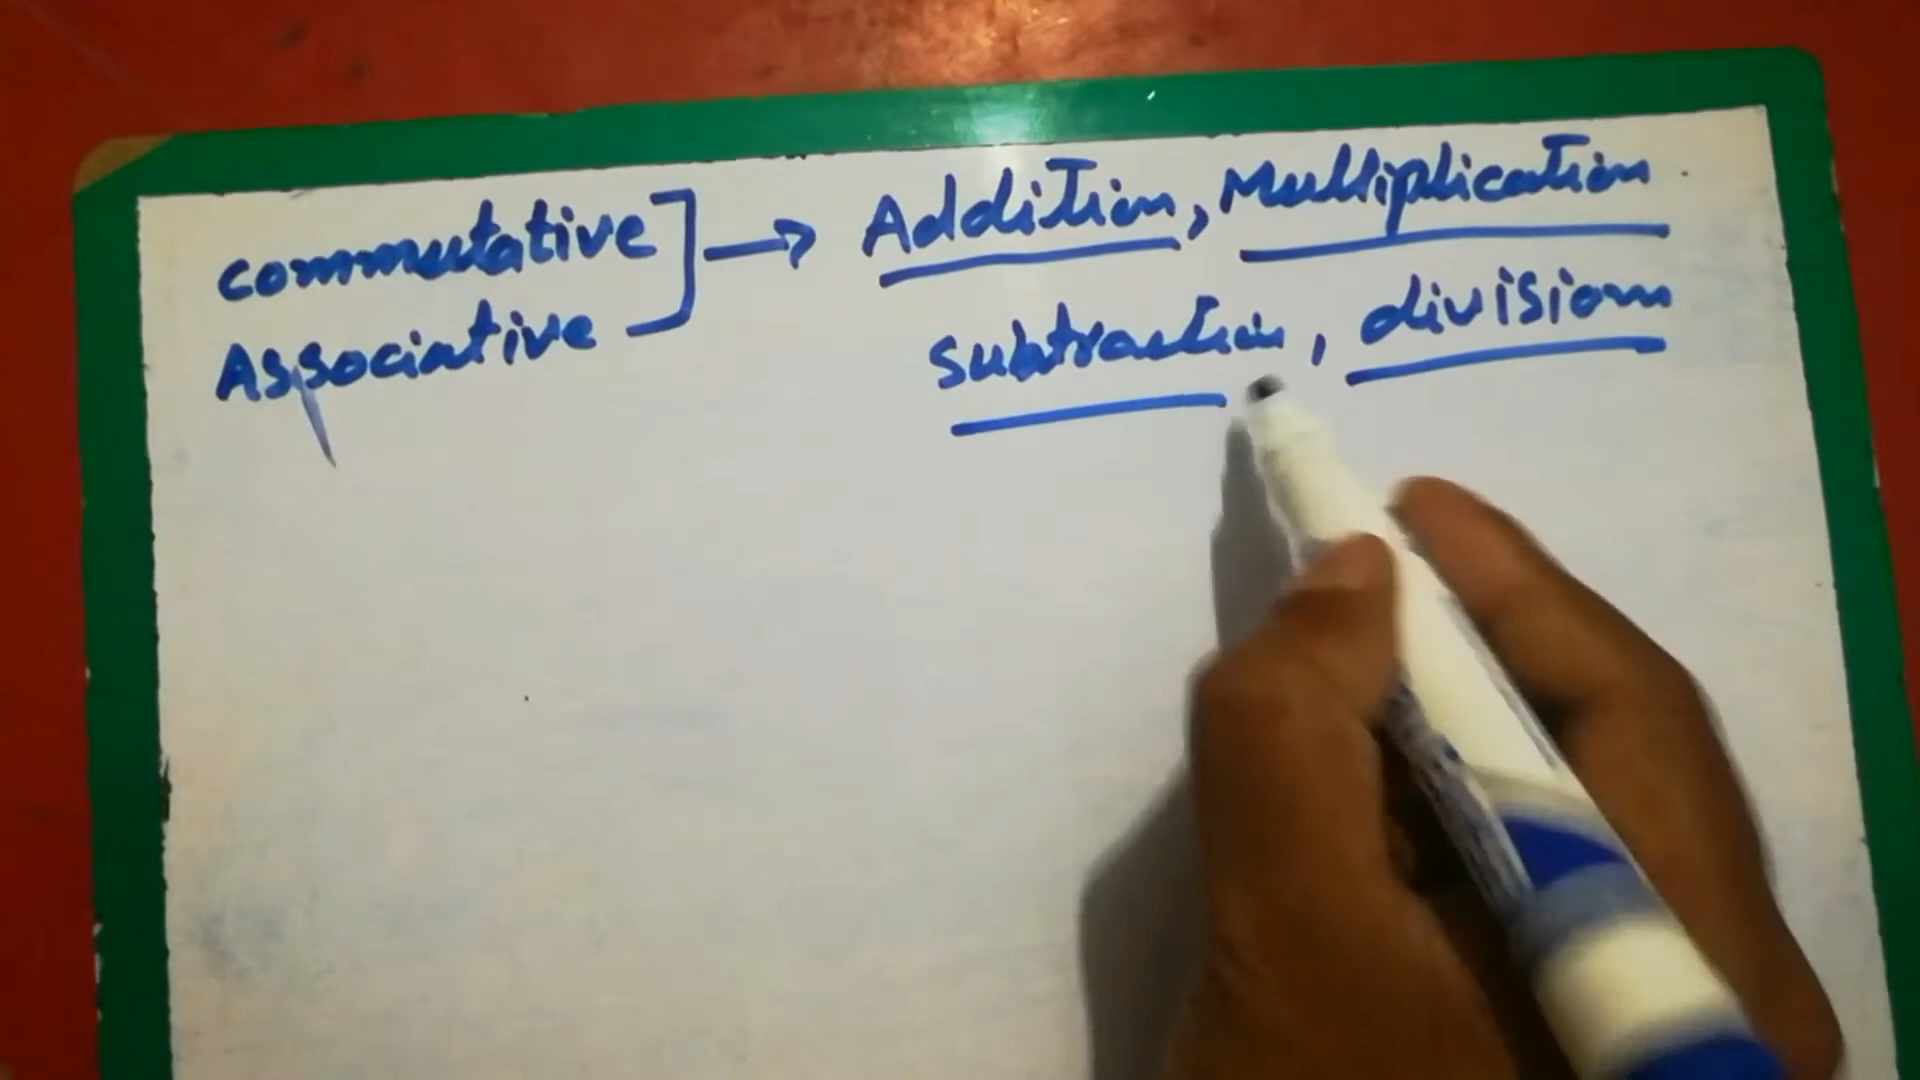 commutative ] → Addition, Multiplication
Associative
subtraction, division